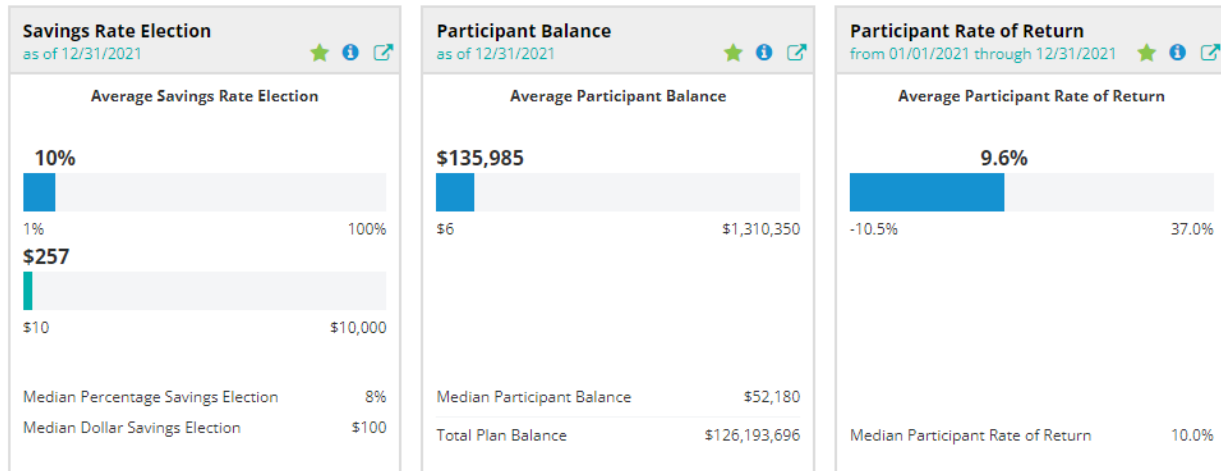 Savings Rate Election
as of 12/31/2021
Average Savings Rate Election
10%
1% 100%
$257
$10 $10,000
Median Percentage Savings Election 8%
Median Dollar Savings Election $100
Participant Balance
as of 12/31/2021
Average Participant Balance
$135,985
$6 $1,310,350
Median Participant Balance $52,180
Total Plan Balance $126,193,696
Participant Rate of Return
from 01/01/2021 through 12/31/2021
Average Participant Rate of Return
9.6%
-10.5% 37.0%
Median Participant Rate of Return 10.0%